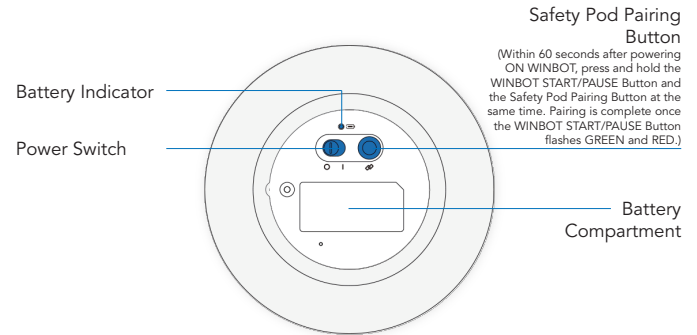 Safety Pod Pairing
Button
(Within 60 seconds after powering
ON WINBOT, press and hold the
WINBOT START/PAUSE Button and
the Safety Pod Pairing Button at the
same time. Pairing is complete once
the WINBOT START/PAUSE Button
flashes GREEN and RED.)
Battery Indicator
Power Switch
Battery
Compartment